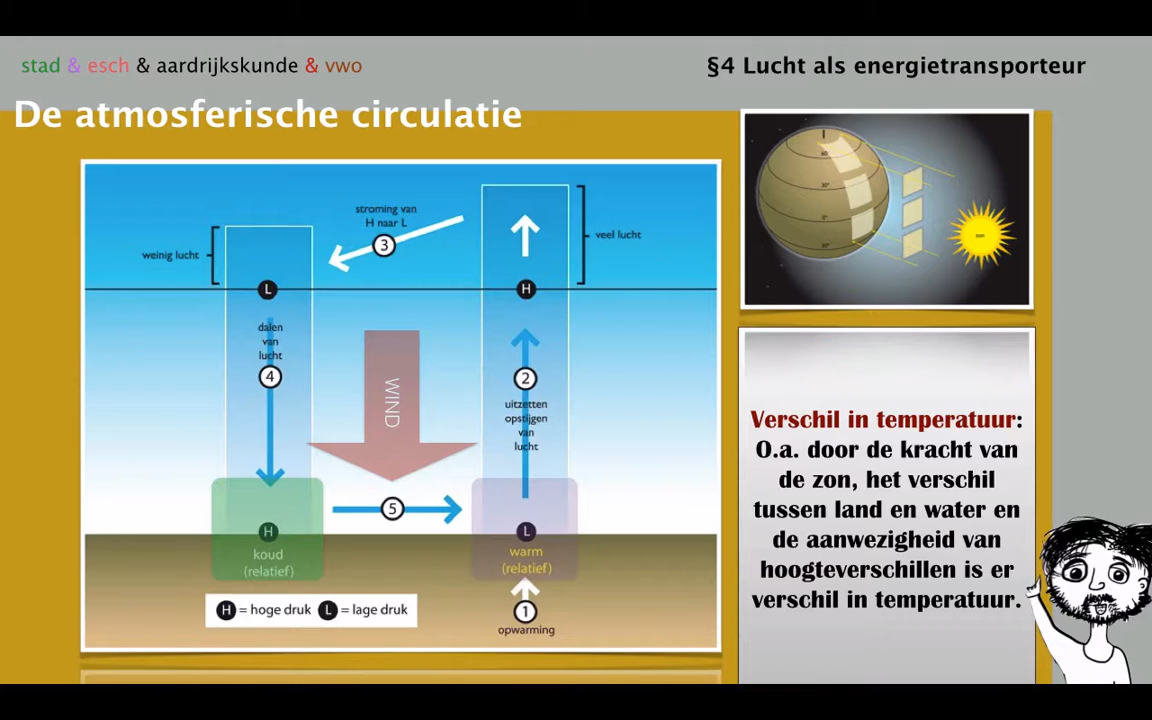 stad & esch & aardrijkskunde & vwo
§4 Lucht als energietransporteur
De atmosferische circulatie
stroming van
H naar L
3
weinig lucht
veel lucht
L
H
dalen
van
lucht
4
WIND
2
uitzetten
opstijgen
van
lucht
5
H
koud
(relatief)
L
warm
(relatief)
H = hoge druk L = lage druk
1
opwarming
30°
0°
zon
Verschil in temperatuur:
O.a. door de kracht van
de zon, het verschil
tussen land en water en
de aanwezigheid van
hoogteverschillen is er
verschil in temperatuur.